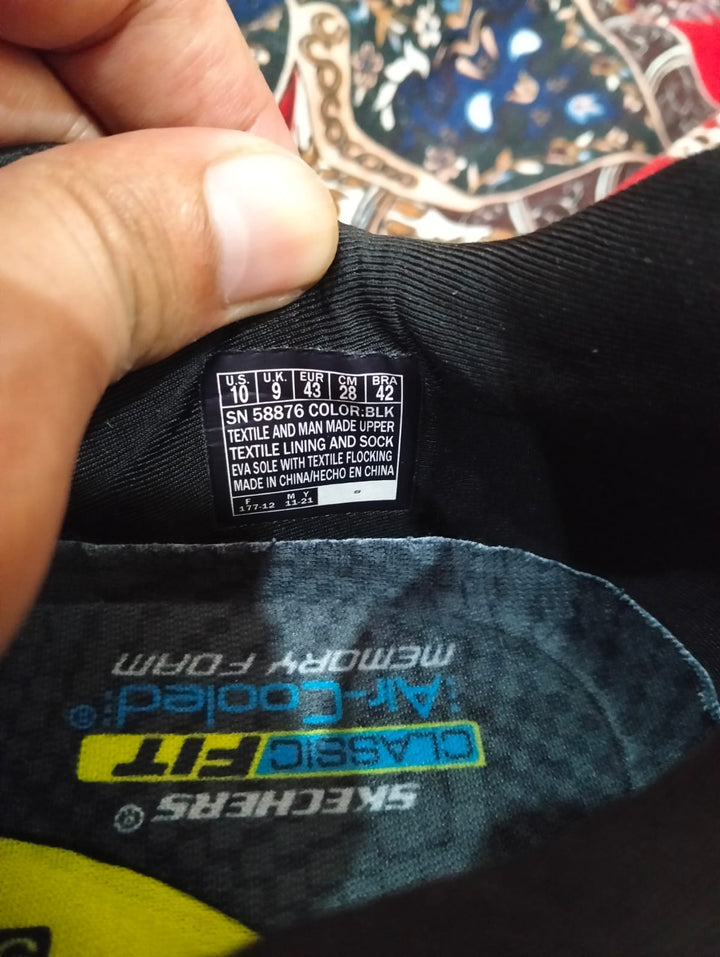 U.S. U.K. EUR CM BRA
10 9 43 28 42
SN 58876 COLOR:BLK
TEXTILE AND MAN MADE UPPER
TEXTILE LINING AND SOCK
EVA SOLE WITH TEXTILE FLOCKING
MADE IN CHINA/HECHO EN CHINA
F M Y
177-12 11-21
SKECHERS®
CLASSIC FIT
Air-Cooled®
MEMORY FOAM